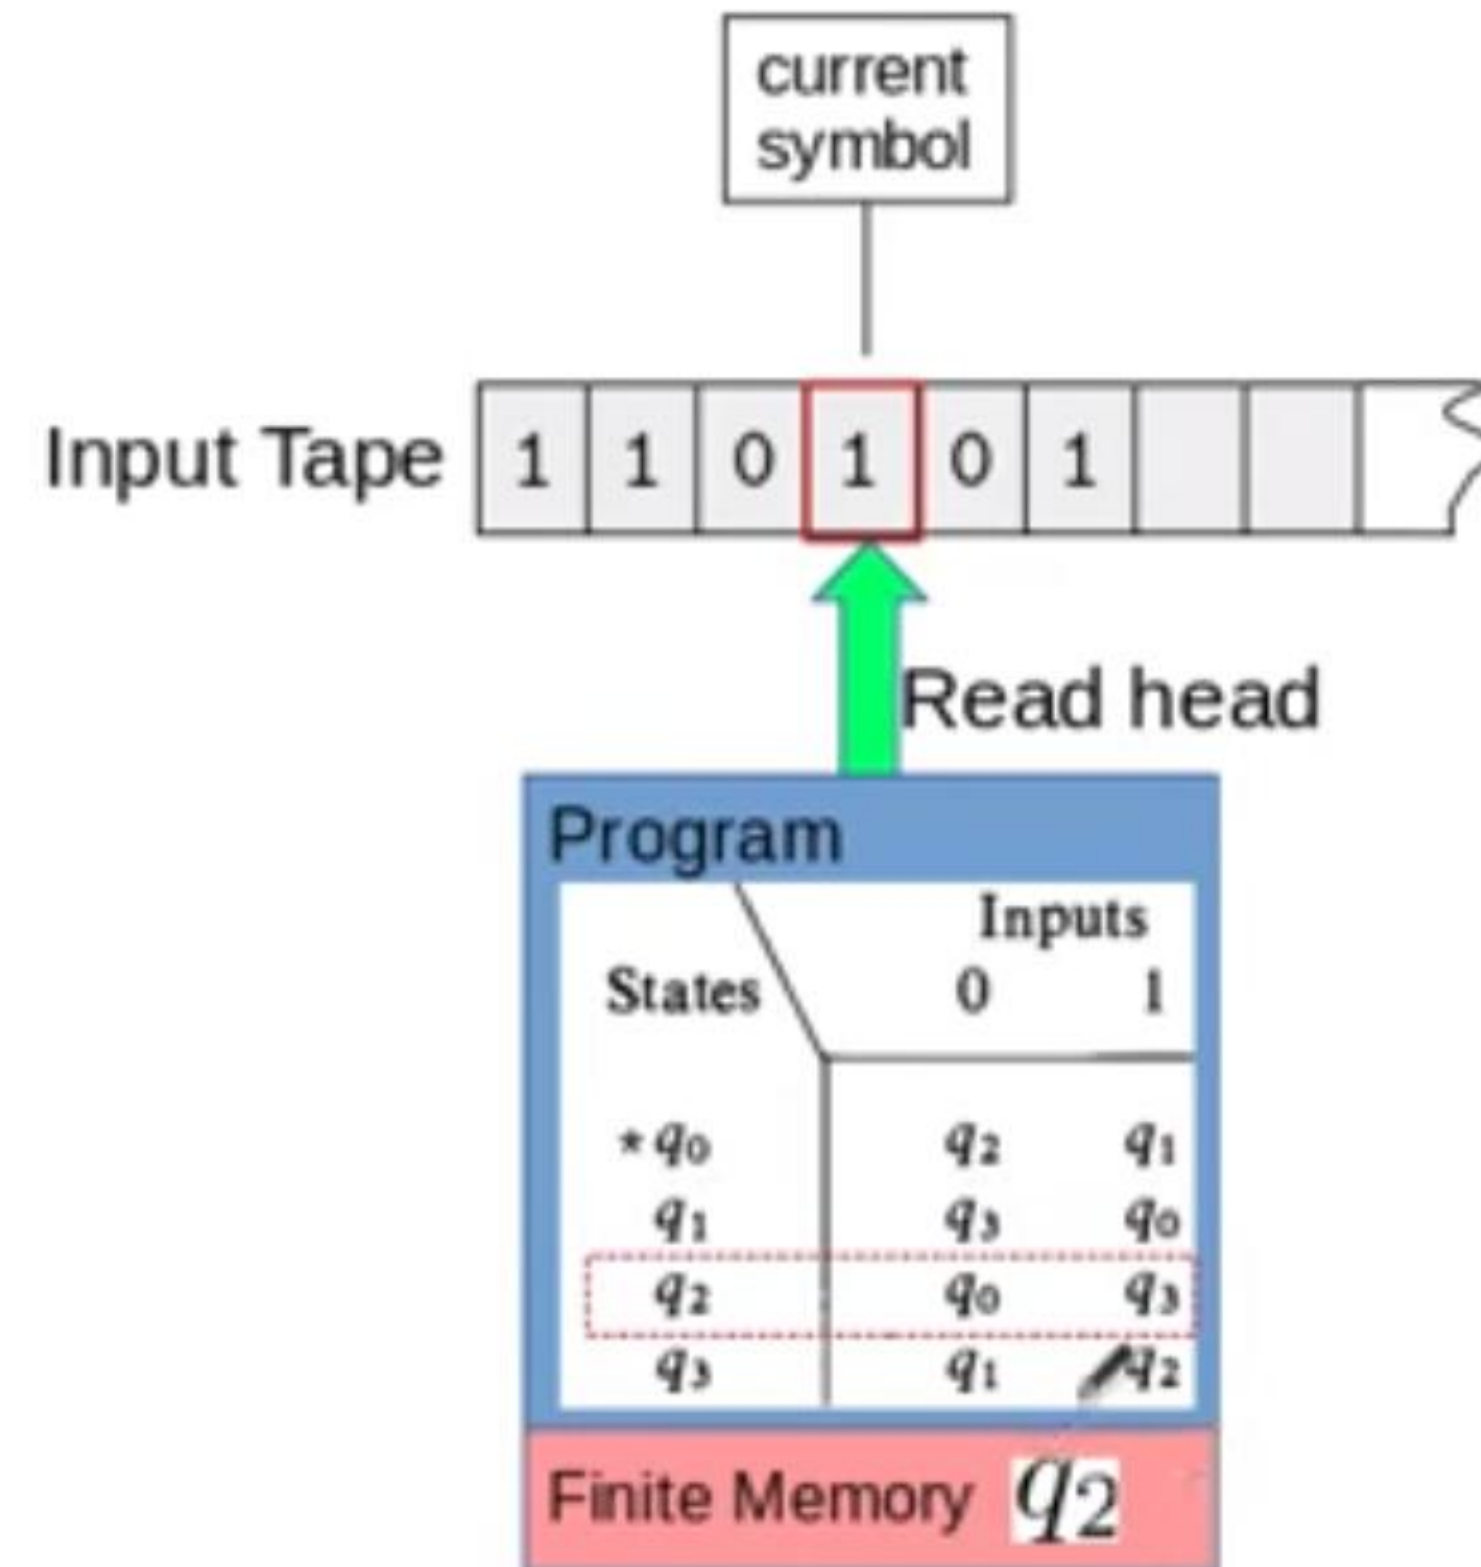 current
symbol
Input Tape 1 1 0 1 0 1
Read head
Program
Inputs
States 0 1
* q0 q2 q1
q1 q3 q0
q2 q0 q3
q3 q1 q2
Finite Memory q2